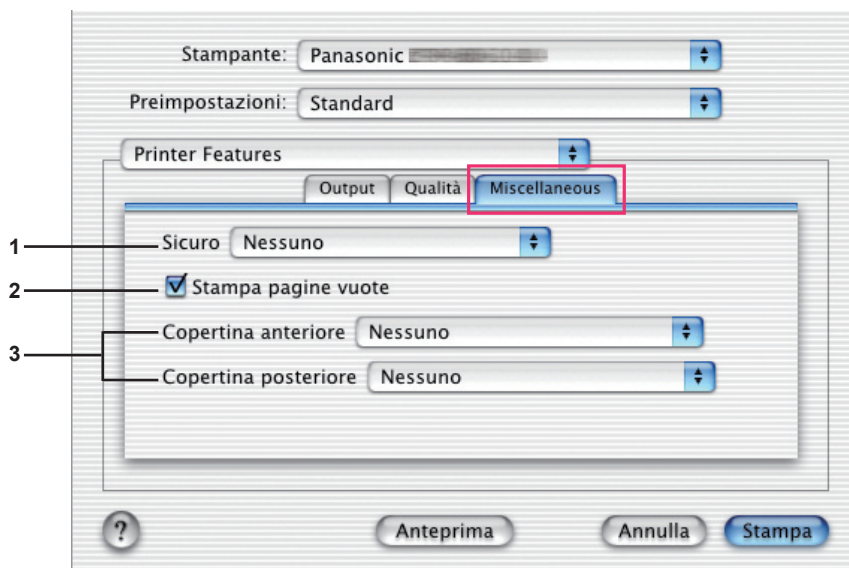 Stampante: Panasonic
Preimpostazioni: Standard
Printer Features
Output Qualità Miscellaneous
1 Sicuro Nessuno
2 Stampa pagine vuote
3 Copertina anteriore Nessuno
Copertina posteriore Nessuno
? Anteprima Annulla Stampa